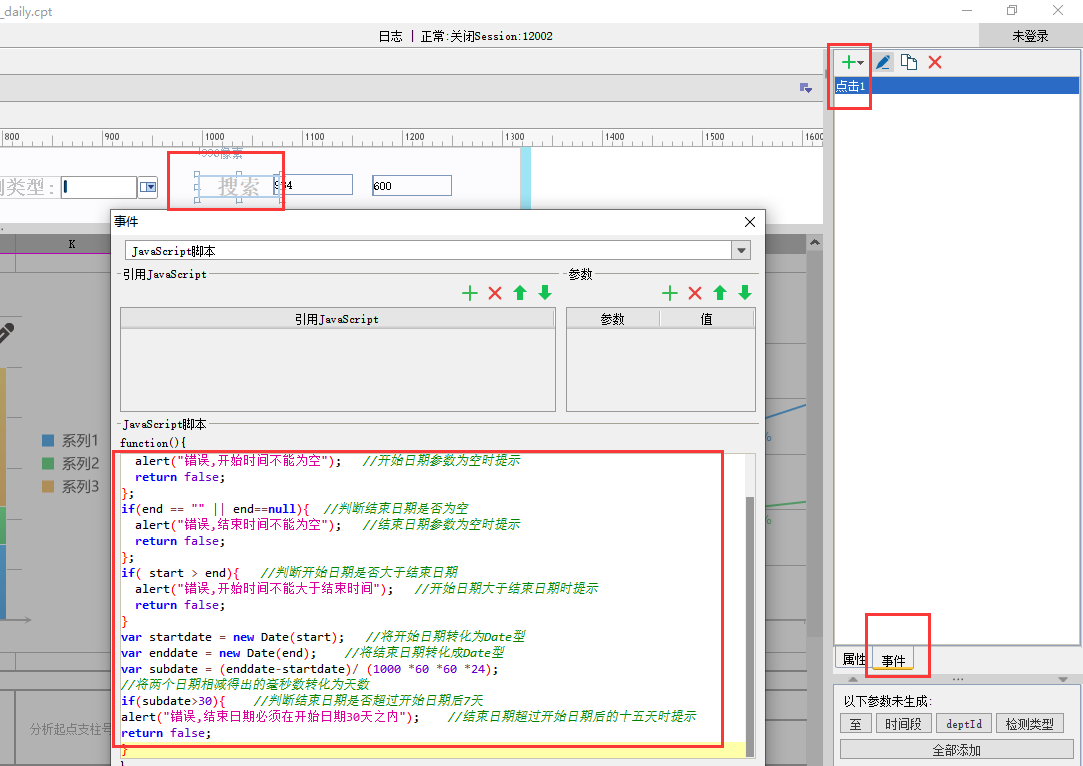 _daily.cpt
日志 | 正常:关闭Session:12002
未登录
点击1
800 900 1000 1100 1200 1300 1400 1500 1600
990像素
测类型: 搜索 934 600
K
系列1
系列2
系列3
分析起点支柱号
事件
JavaScript脚本
引用JavaScript 参数
引用JavaScript 参数 值
JavaScript脚本
function(){
alert("错误,开始时间不能为空"); //开始日期参数为空时提示
return false;
};
if(end == "" || end==null){ //判断结束日期是否为空
alert("错误,结束时间不能为空"); //结束日期参数为空时提示
return false;
};
if( start > end){ //判断开始日期是否大于结束日期
alert("错误,开始时间不能大于结束时间"); //开始日期大于结束日期时提示
return false;
}
var startdate = new Date(start); //将开始日期转化为Date型
var enddate = new Date(end); //将结束日期转化成Date型
var subdate = (enddate-startdate)/ (1000 *60 *60 *24);
//将两个日期相减得出的毫秒数转化为天数
if(subdate>30){ //判断结束日期是否超过开始日期后7天
alert("错误,结束日期必须在开始日期30天之内"); //结束日期超过开始日期后的十五天时提示
return false;
}
%
%
属性 事件
以下参数未生成:
至 时间段 deptId 检测类型
全部添加